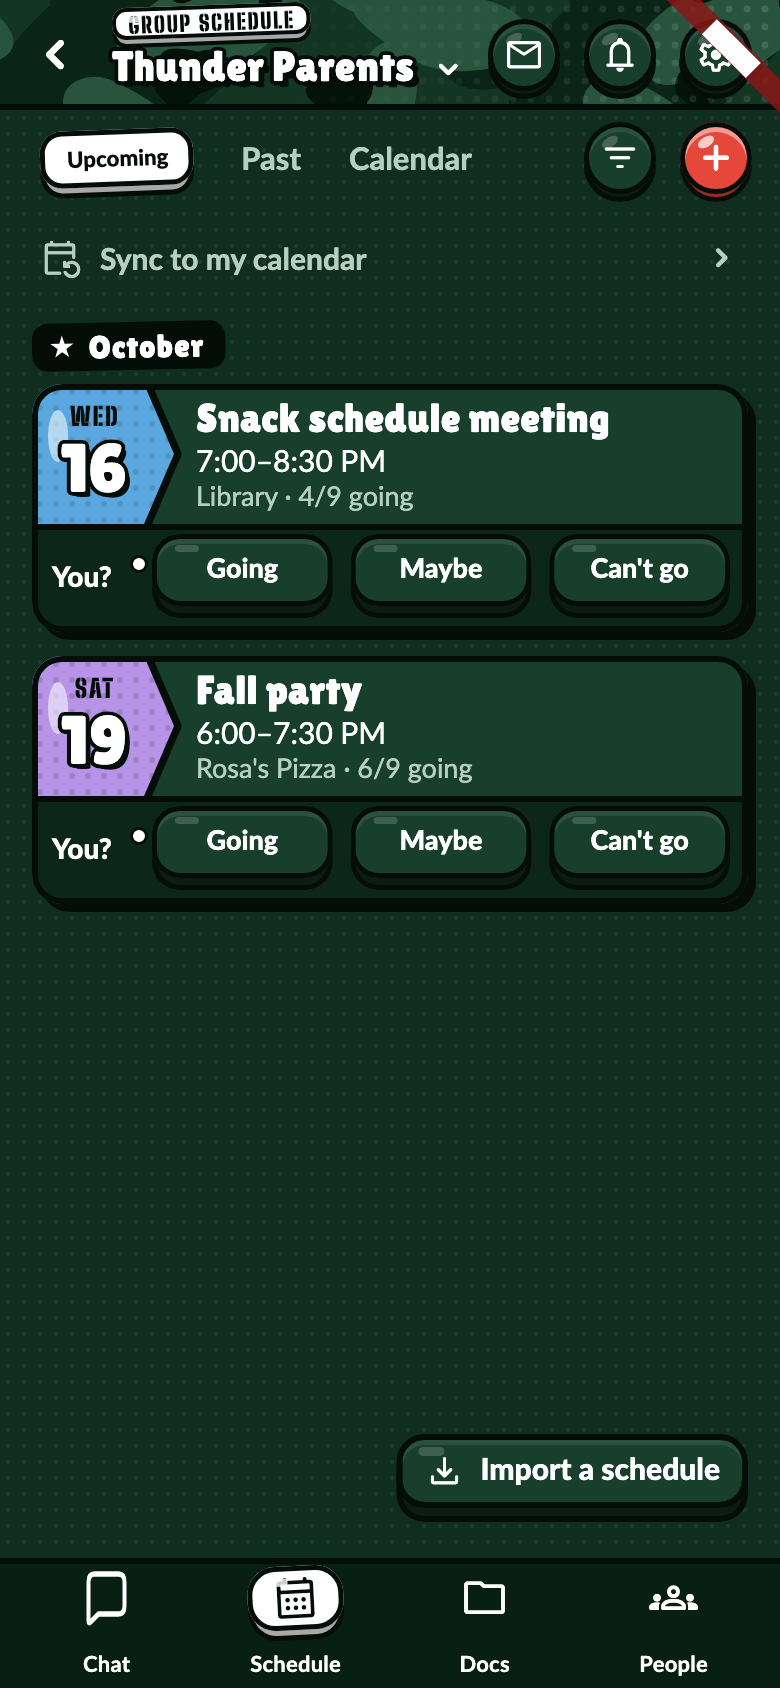 GROUP SCHEDULE
Thunder Parents
Upcoming
Past
Calendar
Sync to my calendar
★ October
WED
16
Snack schedule meeting
7:00–8:30 PM
Library · 4/9 going
You?
Going
Maybe
Can't go
SAT
19
Fall party
6:00–7:30 PM
Rosa's Pizza · 6/9 going
You?
Going
Maybe
Can't go
Import a schedule
Chat
Schedule
Docs
People